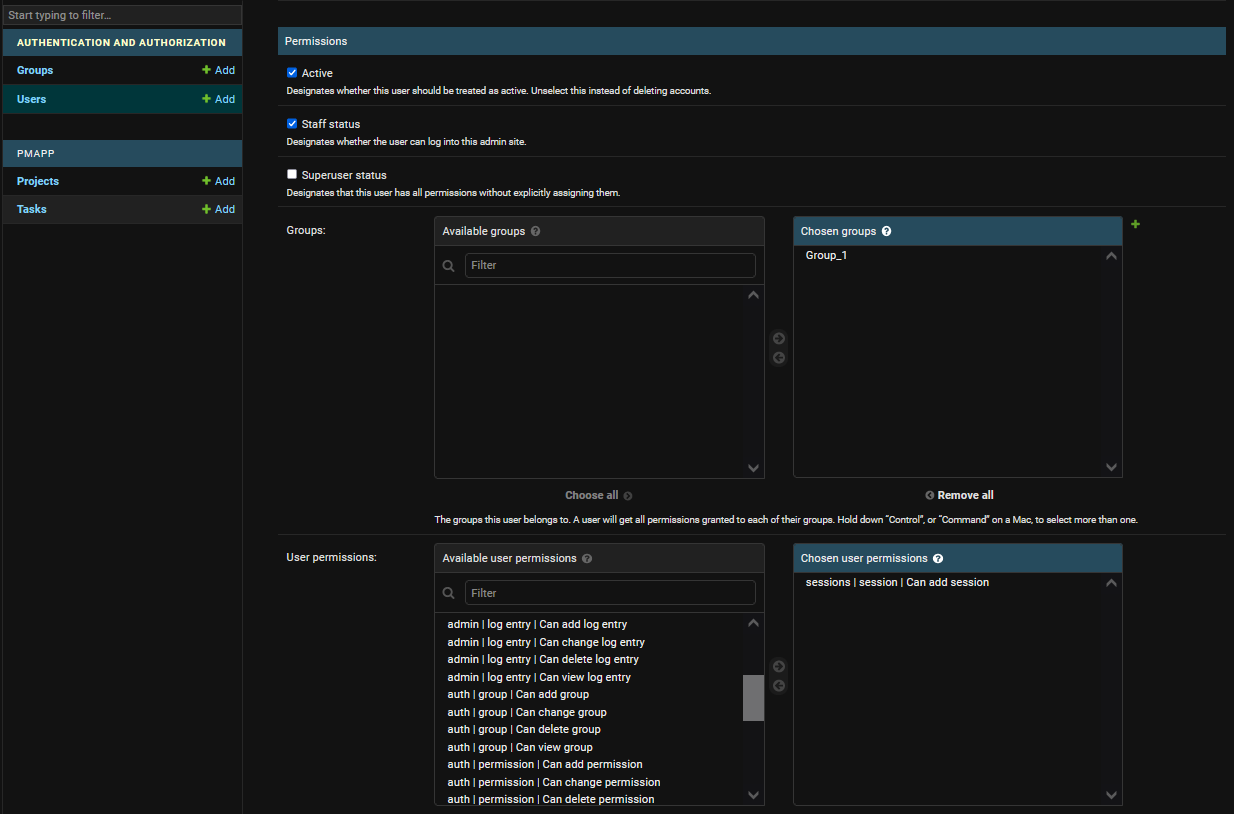 Start typing to filter...
AUTHENTICATION AND AUTHORIZATION
Groups
Add
Users
Add
PMAPP
Projects
Add
Tasks
Add
Permissions
Active
Designates whether this user should be treated as active. Unselect this instead of deleting accounts.
Staff status
Designates whether the user can log into this admin site.
Superuser status
Designates that this user has all permissions without explicitly assigning them.
Groups:
Available groups
Filter
Choose all
Chosen groups
Group_1
Remove all
The groups this user belongs to. A user will get all permissions granted to each of their groups. Hold down “Control”, or “Command” on a Mac, to select more than one.
User permissions:
Available user permissions
Filter
admin | log entry | Can add log entry
admin | log entry | Can change log entry
admin | log entry | Can delete log entry
admin | log entry | Can view log entry
auth | group | Can add group
auth | group | Can change group
auth | group | Can delete group
auth | group | Can view group
auth | permission | Can add permission
auth | permission | Can change permission
auth | permission | Can delete permission
Chosen user permissions
sessions | session | Can add session